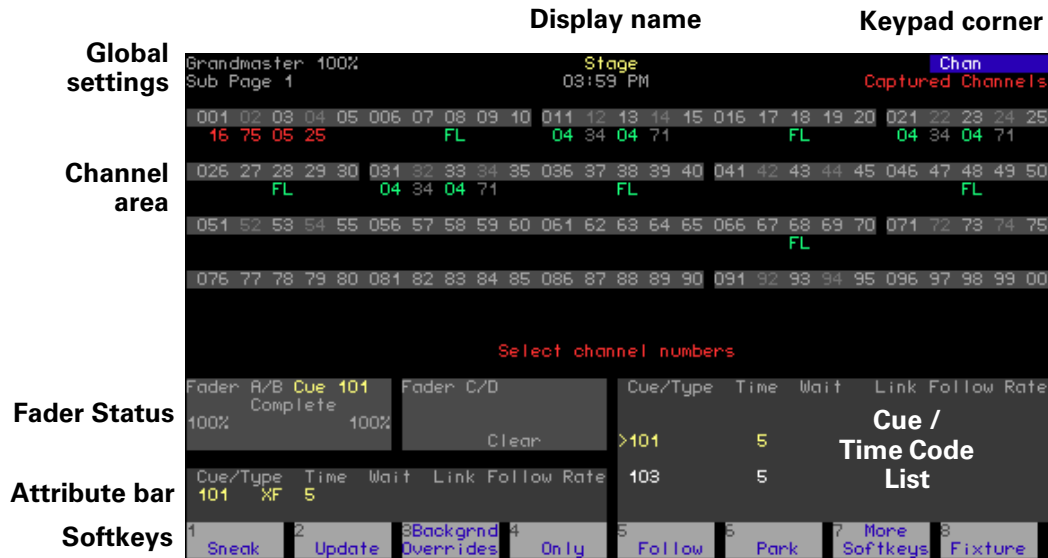 Display name
Keypad corner
Global settings
Grandmaster 100%
Stage
Chan
Sub Page 1
03:59 PM
Captured Channels
001 02 03 04 05 006 07 08 09 10 011 12 13 14 15 016 17 18 19 20 021 22 23 24 25
16 75 05 25 FL 04 34 04 71 FL 04 34 04 71
Channel area
026 27 28 29 30 031 32 33 34 35 036 37 38 39 40 041 42 43 44 45 046 47 48 49 50
FL 04 34 04 71 FL FL
051 52 53 54 55 056 57 58 59 60 061 62 63 64 65 066 67 68 69 70 071 72 73 74 75
FL
076 77 78 79 80 081 82 83 84 85 086 87 88 89 90 091 92 93 94 95 096 97 98 99 00
Select channel numbers
Fader Status
Fader A/B Cue 101
Complete
100% 100%
Fader C/D
Clear
Cue/Type Time Wait Link Follow Rate
>101 5
103 5
Cue /
Time Code
List
Attribute bar
Cue/Type Time Wait Link Follow Rate
101 XF 5
Softkeys
1 Sneak
2 Update
3 Backgrnd Overrides
4 Only
5 Follow
6 Park
7 More Softkeys
8 Fixture